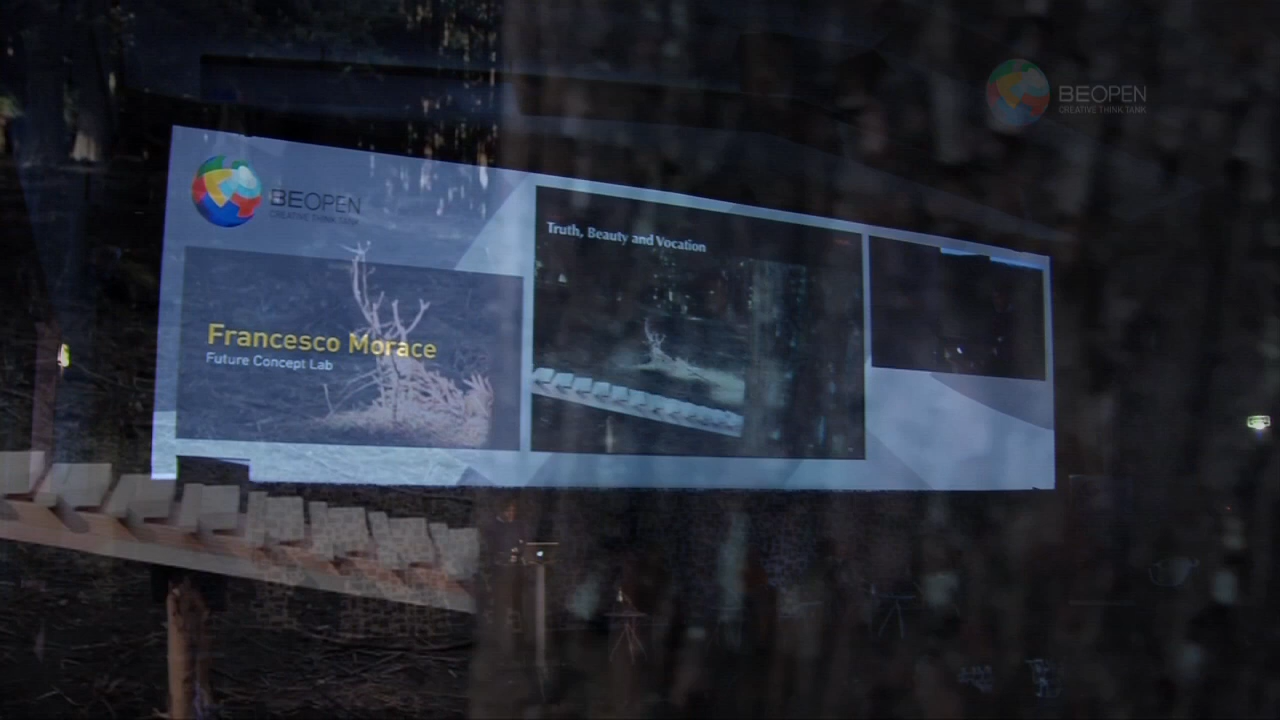 BEOPEN
CREATIVE THINK TANK
BEOPEN
CREATIVE THINK TANK
Truth, Beauty and Vocation
Francesco Morace
Future Concept Lab